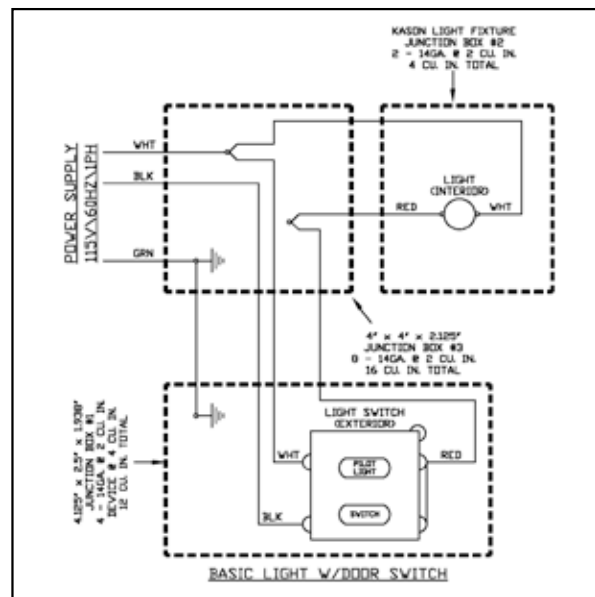 KASON LIGHT FIXTURE
JUNCTION BOX #2
2 - 14GA. @ 2 CU. IN.
4 CU. IN. TOTAL
POWER SUPPLY
115V\60HZ\1PH
WHT
BLK
GRN
LIGHT
(INTERIOR)
RED
WHT
4" x 4" x 2.125"
JUNCTION BOX #3
8 - 14GA. @ 2 CU. IN.
16 CU. IN. TOTAL
4.125" x 2.5" x 1.938"
JUNCTION BOX #1
4 - 14GA. @ 2 CU. IN.
DEVICE @ 4 CU. IN.
12 CU. IN. TOTAL
LIGHT SWITCH
(EXTERIOR)
WHT
RED
PILOT
LIGHT
SWITCH
BLK
BASIC LIGHT W/DOOR SWITCH